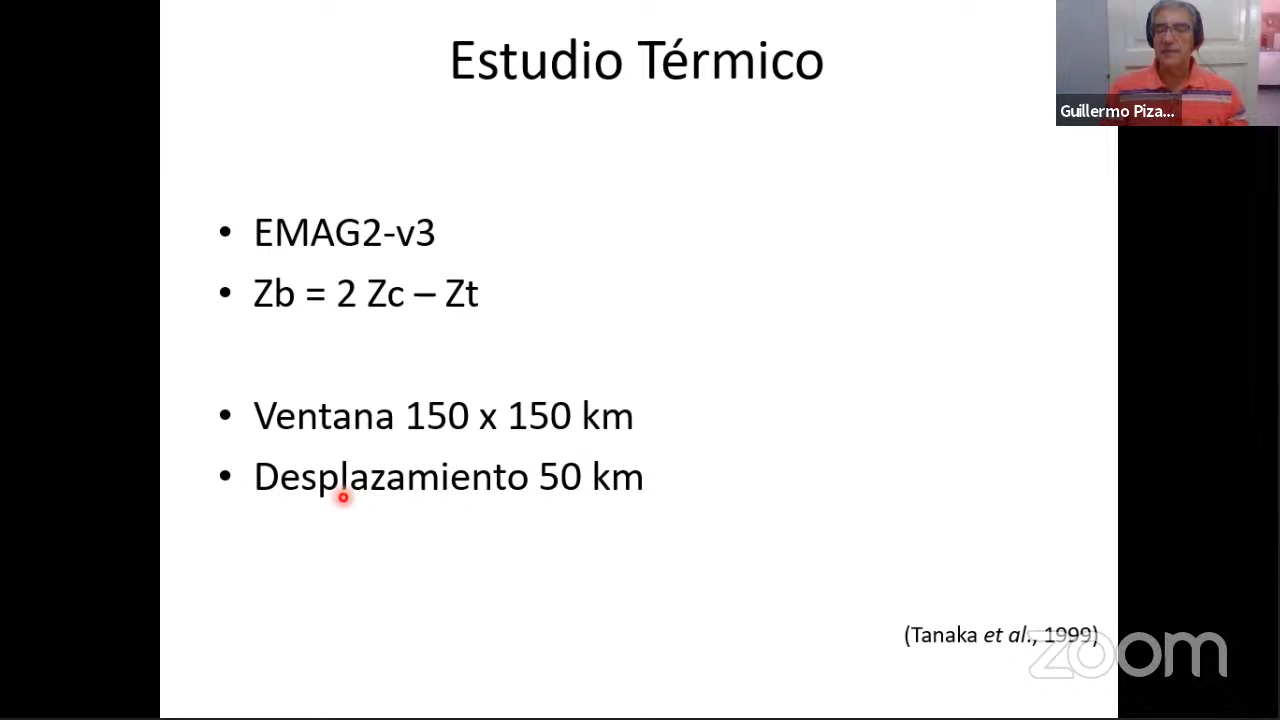 Estudio Térmico
Guillermo Piza...
• EMAG2-v3
• Zb = 2 Zc – Zt
• Ventana 150 x 150 km
• Desplazamiento 50 km
(Tanaka et al., 1999)
zoom